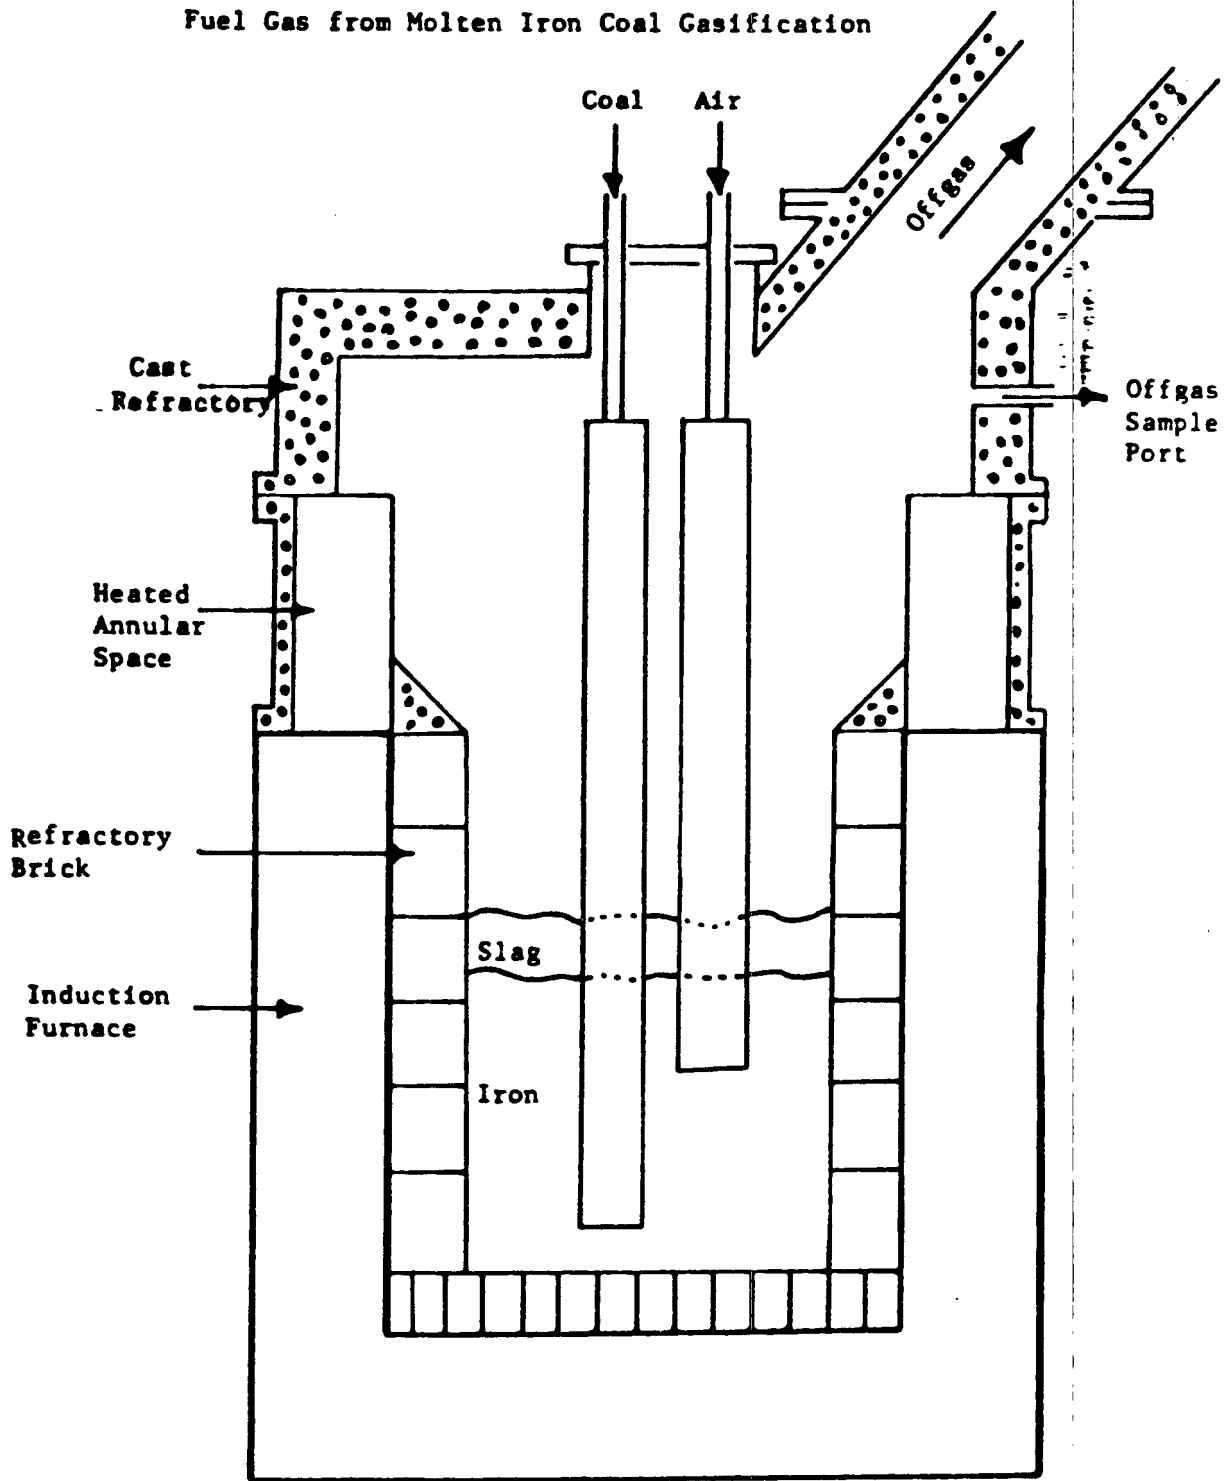 Fuel Gas from Molten Iron Coal Gasification
Coal
Air
Offgas
Cast
Refractory
Offgas
Sample
Port
Heated
Annular
Space
Refractory
Brick
Slag
Induction
Furnace
Iron